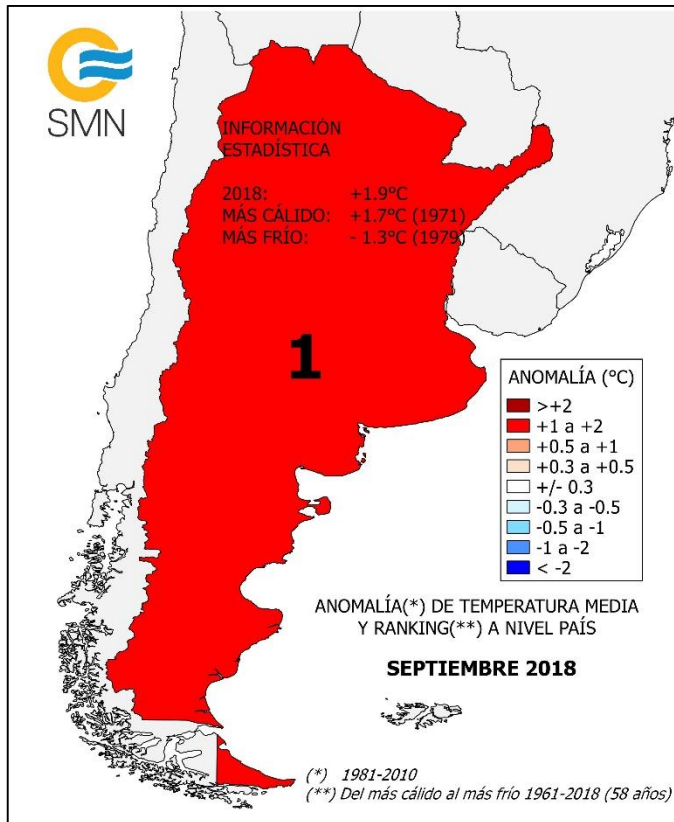 SMN
INFORMACIÓN
ESTADÍSTICA
2018: +1.9°C
MÁS CÁLIDO: +1.7°C (1971)
MÁS FRÍO: - 1.3°C (1979)
1
ANOMALÍA (°C)
>+2
+1 a +2
+0.5 a +1
+0.3 a +0.5
+/- 0.3
-0.3 a -0.5
-0.5 a -1
-1 a -2
< -2
ANOMALÍA(*) DE TEMPERATURA MEDIA
Y RANKING(**) A NIVEL PAÍS
SEPTIEMBRE 2018
(*) 1981-2010
(**) Del más cálido al más frío 1961-2018 (58 años)